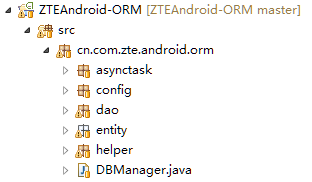 ZTEAndroid-ORM [ZTEAndroid-ORM master]
src
cn.com.zte.android.orm
asynctask
config
dao
entity
helper
DBManager.java